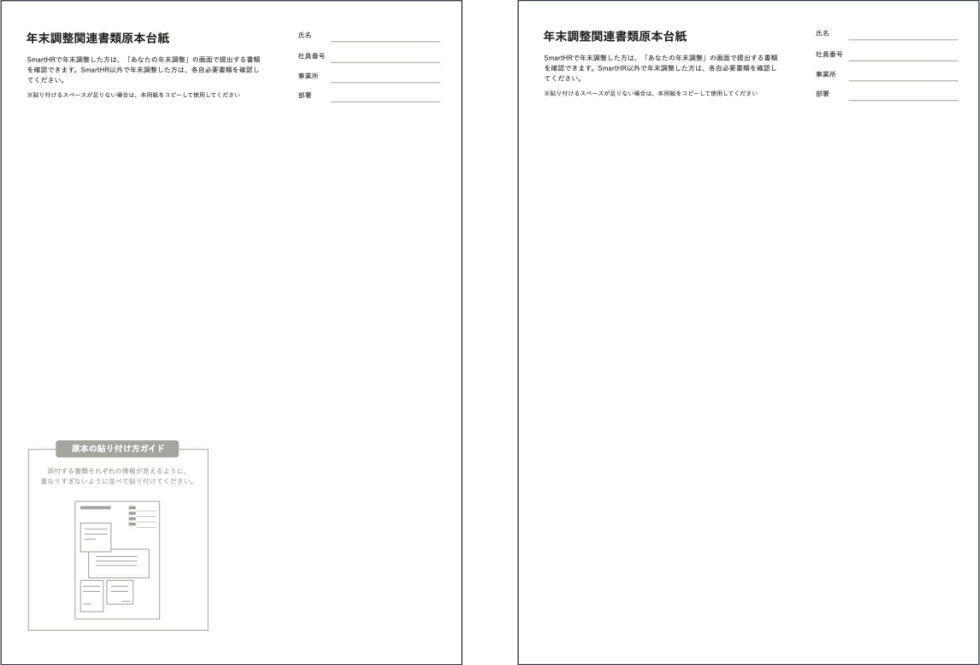 年末調整関連書類原本台紙
SmartHRで年末調整した方は、「あなたの年末調整」の画面で提出する書類
を確認できます。SmartHR以外で年末調整した方は、各自必要書類を確認し
てください。
※貼り付けるスペースが足りない場合は、本用紙をコピーして使用してください
氏名
社員番号
事業所
部署
原本の貼り付け方ガイド
添付する書類それぞれの情報が見えるように、
重なりすぎないように並べて貼り付けてください。
年末調整関連書類原本台紙
SmartHRで年末調整した方は、「あなたの年末調整」の画面で提出する書類
を確認できます。SmartHR以外で年末調整した方は、各自必要書類を確認し
てください。
※貼り付けるスペースが足りない場合は、本用紙をコピーして使用してください
氏名
社員番号
事業所
部署